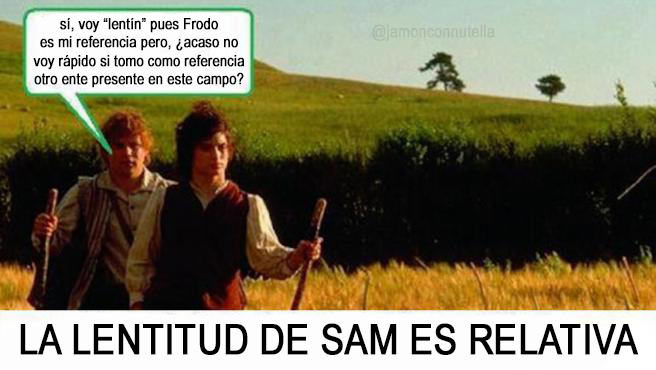 sí, voy “lentín” pues Frodo
es mi referencia pero, ¿acaso no
voy rápido si tomo como referencia
otro ente presente en este campo?
@jamonconnutella
LA LENTITUD DE SAM ES RELATIVA